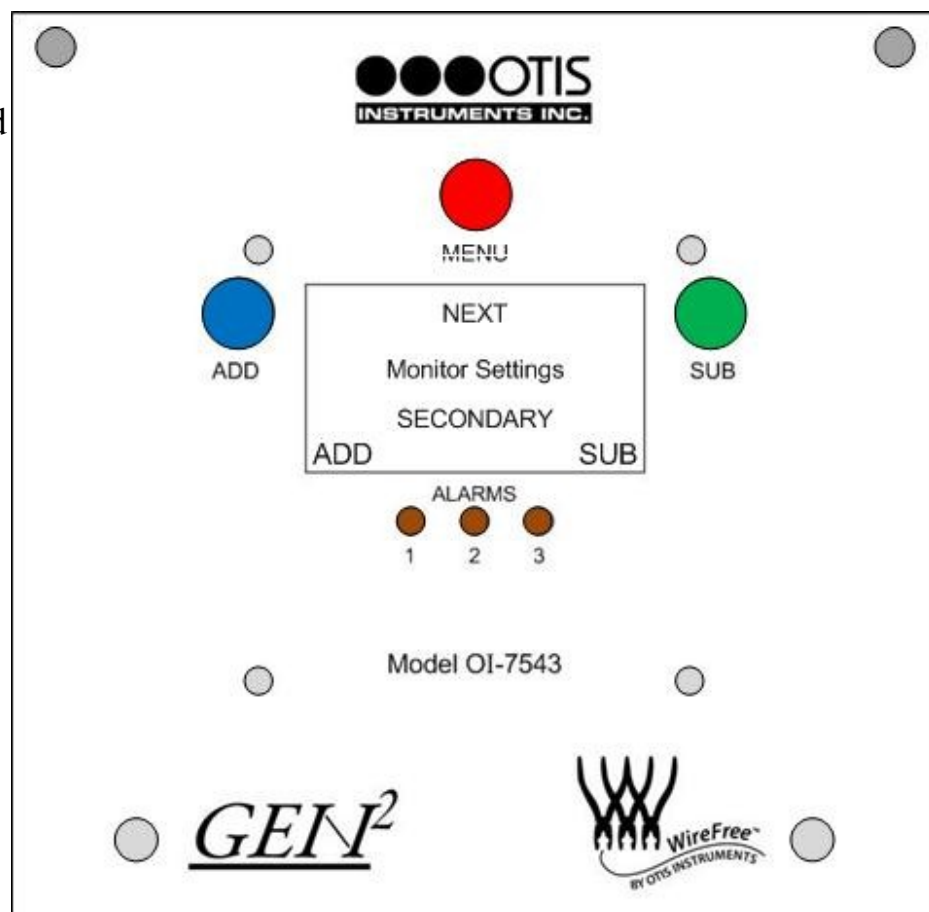 OTIS
INSTRUMENTS INC.
d
MENU
NEXT
ADD
Monitor Settings
SUB
SECONDARY
ADD SUB
ALARMS
1 2 3
Model OI-7543
GEN²
WireFree™
BY OTIS INSTRUMENTS